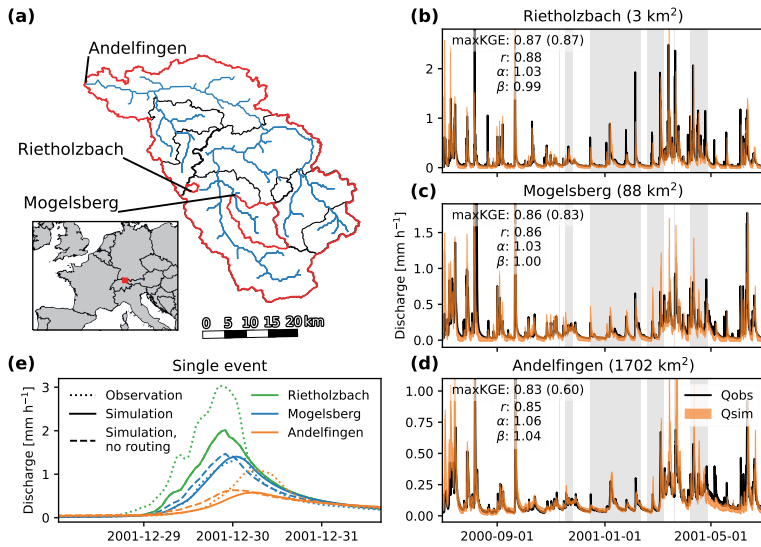 (a)
Andelfingen
Rietholzbach
Mogelsberg
0 5 10 15 20 km
(b)
Rietholzbach (3 km²)
maxKGE: 0.87 (0.87)
r: 0.88
α: 1.03
β: 0.99
2
1
0
(c)
Mogelsberg (88 km²)
maxKGE: 0.86 (0.83)
r: 0.86
α: 1.03
β: 1.00
1.5
1.0
0.5
0.0
Discharge [mm h⁻¹]
(d)
Andelfingen (1702 km²)
maxKGE: 0.83 (0.60)
r: 0.85
α: 1.06
β: 1.04
Qobs
Qsim
1.00
0.75
0.50
0.25
0.00
2000-09-01 2001-01-01 2001-05-01
(e)
Single event
Observation
Simulation
Simulation,
no routing
Rietholzbach
Mogelsberg
Andelfingen
Discharge [mm h⁻¹]
3
2
1
0
2001-12-29 2001-12-30 2001-12-31